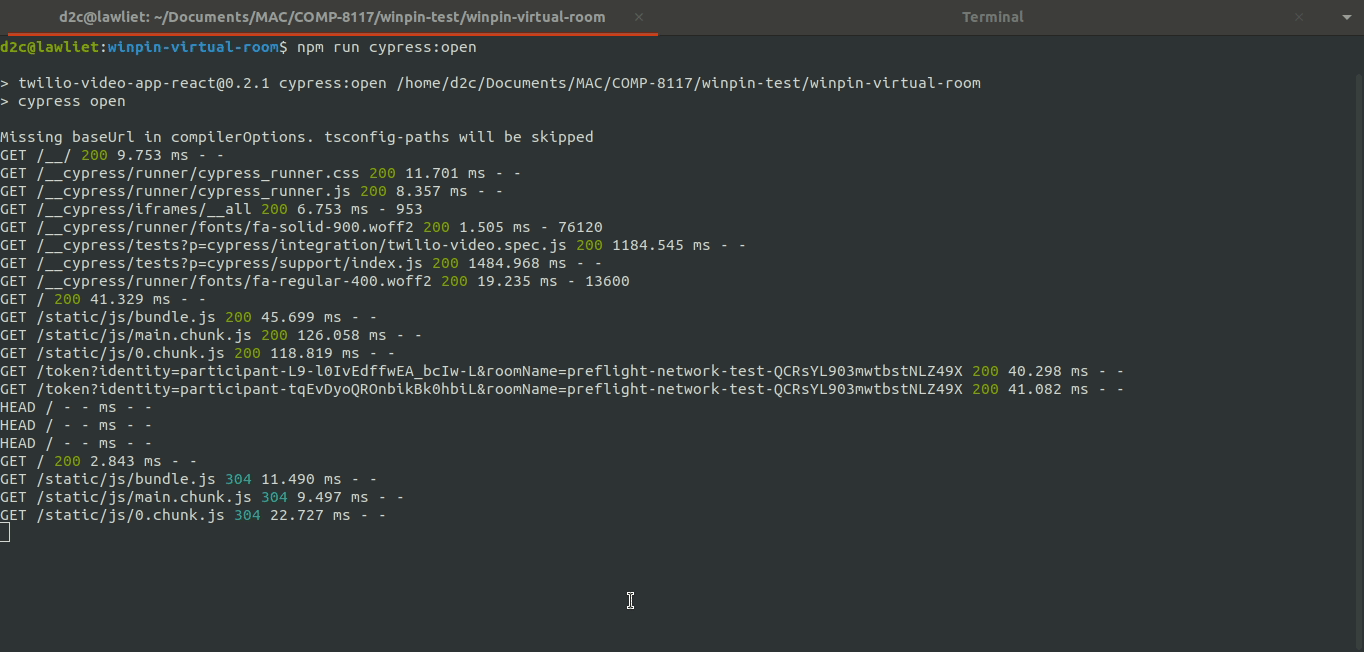 d2c@lawliet: ~/Documents/MAC/COMP-8117/winpin-test/winpin-virtual-room × Terminal ×
d2c@lawliet:winpin-virtual-room$ npm run cypress:open
> twilio-video-app-react@0.2.1 cypress:open /home/d2c/Documents/MAC/COMP-8117/winpin-test/winpin-virtual-room
> cypress open
Missing baseUrl in compilerOptions. tsconfig-paths will be skipped
GET /__/ 200 9.753 ms - -
GET /__cypress/runner/cypress_runner.css 200 11.701 ms - -
GET /__cypress/runner/cypress_runner.js 200 8.357 ms - -
GET /__cypress/iframes/__all 200 6.753 ms - 953
GET /__cypress/runner/fonts/fa-solid-900.woff2 200 1.505 ms - 76120
GET /__cypress/tests?p=cypress/integration/twilio-video.spec.js 200 1184.545 ms - -
GET /__cypress/tests?p=cypress/support/index.js 200 1484.968 ms - -
GET /__cypress/runner/fonts/fa-regular-400.woff2 200 19.235 ms - 13600
GET / 200 41.329 ms - -
GET /static/js/bundle.js 200 45.699 ms - -
GET /static/js/main.chunk.js 200 126.058 ms - -
GET /static/js/0.chunk.js 200 118.819 ms - -
GET /token?identity=participant-L9-l0IvEdffwEA_bcIw-L&roomName=preflight-network-test-QCRsYL903mwtbstNLZ49X 200 40.298 ms - -
GET /token?identity=participant-tqEvDyoQROnbikBk0hbiL&roomName=preflight-network-test-QCRsYL903mwtbstNLZ49X 200 41.082 ms - -
HEAD / - - ms - -
HEAD / - - ms - -
HEAD / - - ms - -
GET / 200 2.843 ms - -
GET /static/js/bundle.js 304 11.490 ms - -
GET /static/js/main.chunk.js 304 9.497 ms - -
GET /static/js/0.chunk.js 304 22.727 ms - -